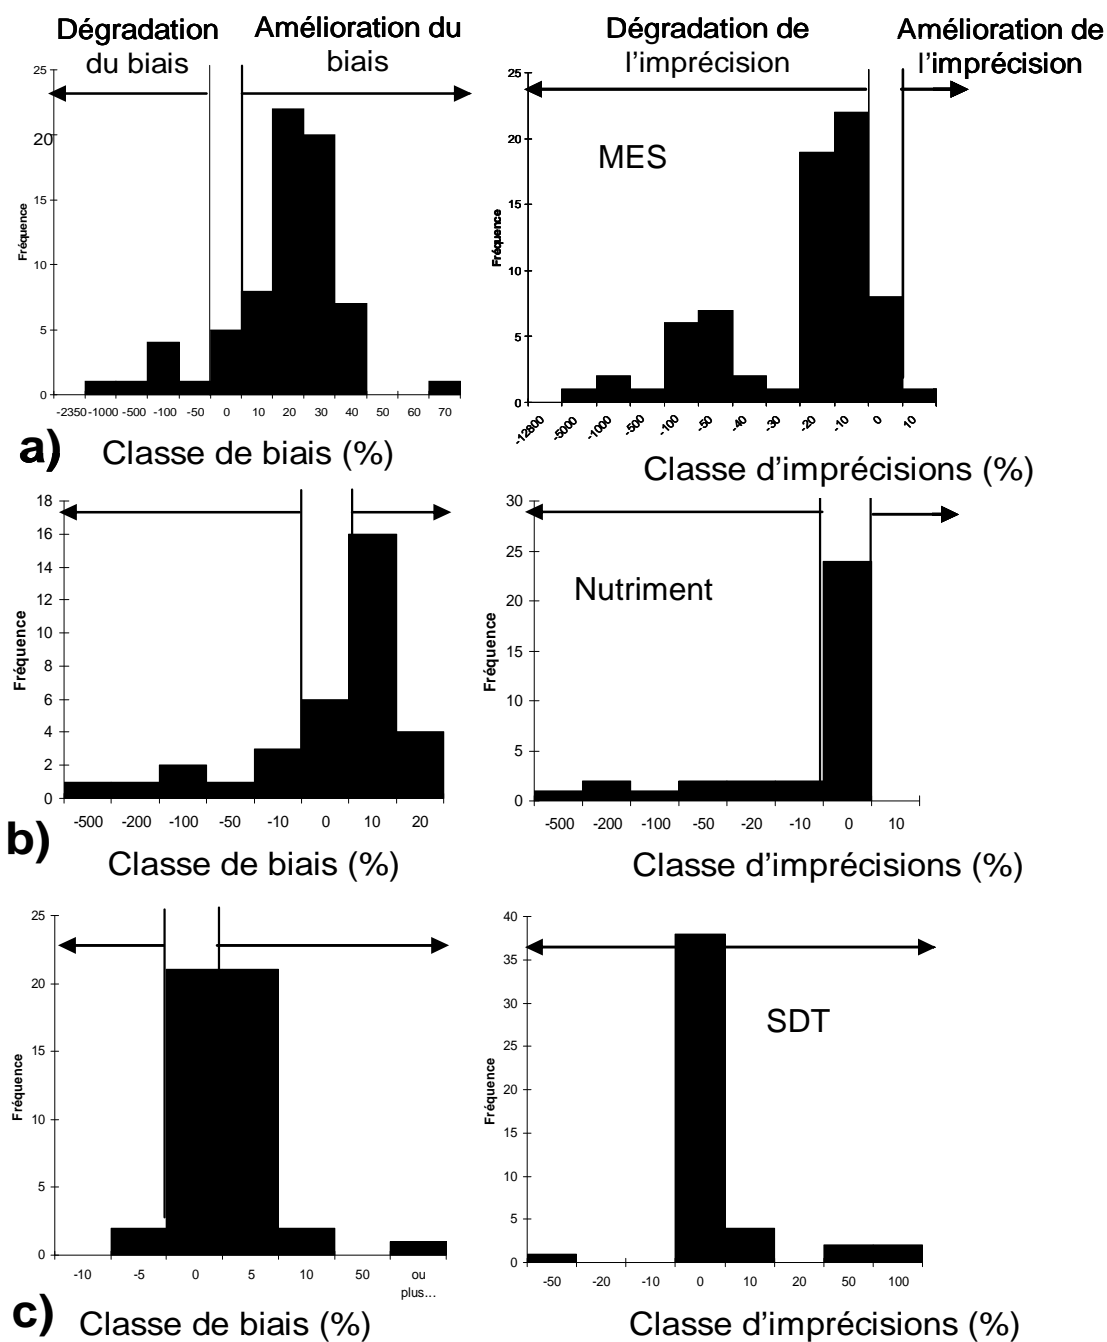 Dégradation
du biais
Amélioration du
biais
Dégradation de
l'imprécision
Amélioration de
l'imprécision
25
20
15
10
5
0
Fréquence
-2350 -1000 -500 -100 -50 0 10 20 30 40 60 70
a)
Classe de biais (%)
25
20
15
10
5
0
Fréquence
MES
-12800 -5000 -1000 -500 -100 -50 -40 -30 -20 -10 0 10
Classe d'imprécisions (%)
18
16
14
12
10
8
6
4
2
0
Fréquence
-500 -200 -100 -50 -10 0 10 20
b)
Classe de biais (%)
30
25
20
15
10
5
0
Fréquence
Nutriment
-500 -200 -100 -50 -20 -10 0 10
Classe d'imprécisions (%)
25
20
15
10
5
0
Fréquence
-10 -5 0 5 10 50 ou
plus...
c)
Classe de biais (%)
40
35
30
25
20
15
10
5
0
Fréquence
SDT
-50 -20 -10 0 10 20 50 100
Classe d'imprécisions (%)